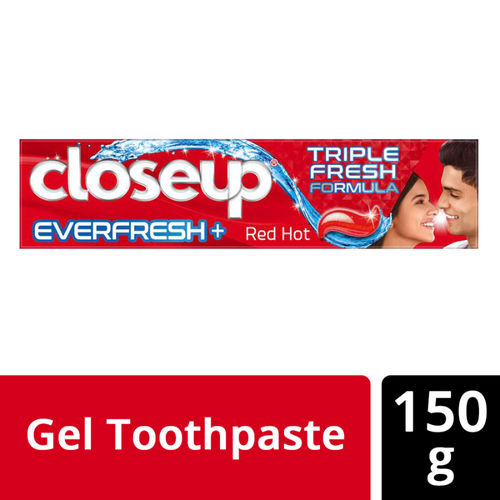 closeup®
EVERFRESH +
Red Hot
TRIPLE
FRESH
FORMULA
Gel Toothpaste
150
g